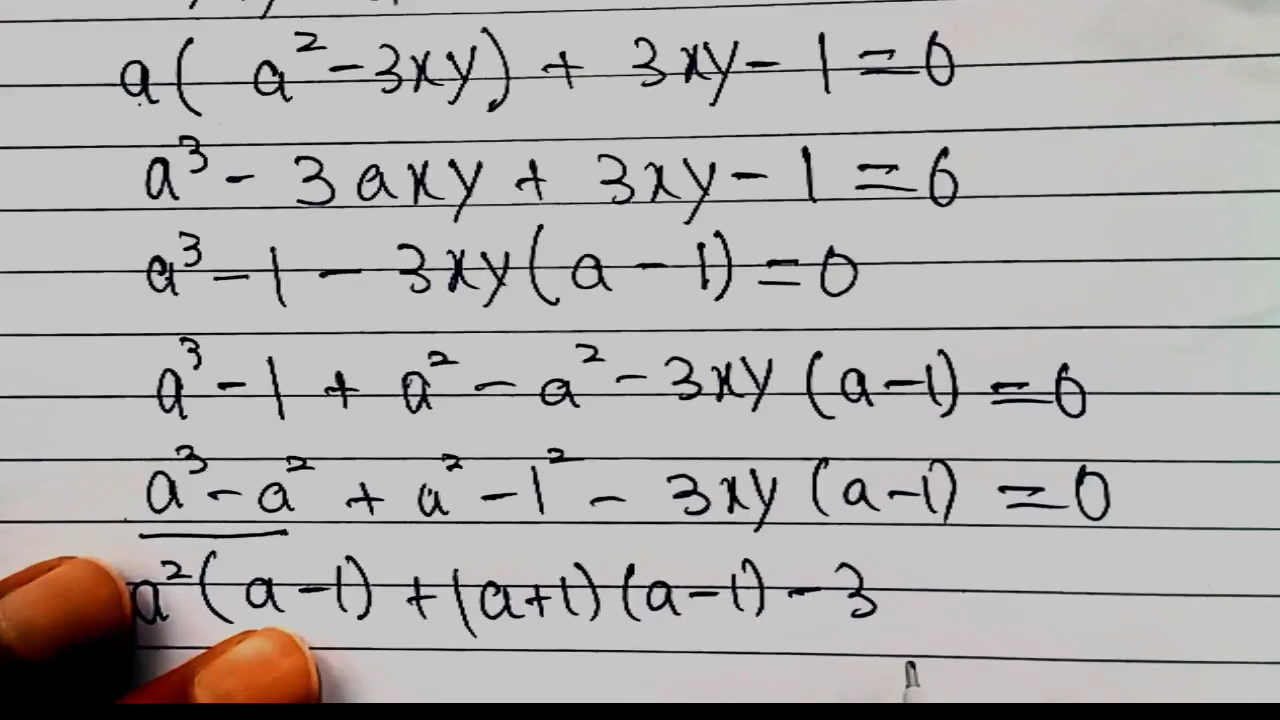 a( a² - 3xy) + 3xy - 1 = 0
a³ - 3axy + 3xy - 1 = 0
a³ - 1 - 3xy(a - 1) = 0
a³ - 1 + a² - a² - 3xy (a - 1) = 0
a³ - a² + a² - 1² - 3xy (a - 1) = 0
a²(a - 1) + (a + 1) (a - 1) - 3